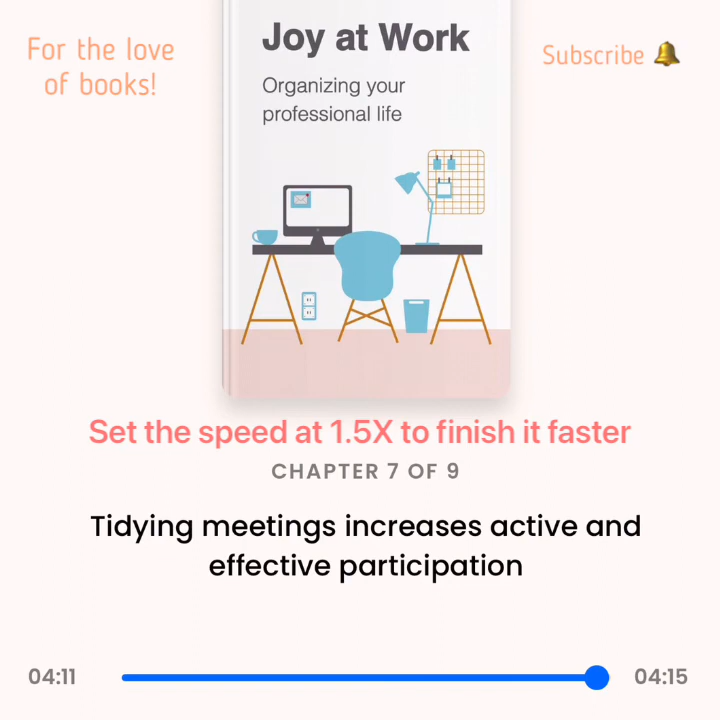 For the love
of books!
Subscribe 🔔
Joy at Work
Organizing your
professional life
Set the speed at 1.5X to finish it faster
CHAPTER 7 OF 9
Tidying meetings increases active and
effective participation
04:11
04:15